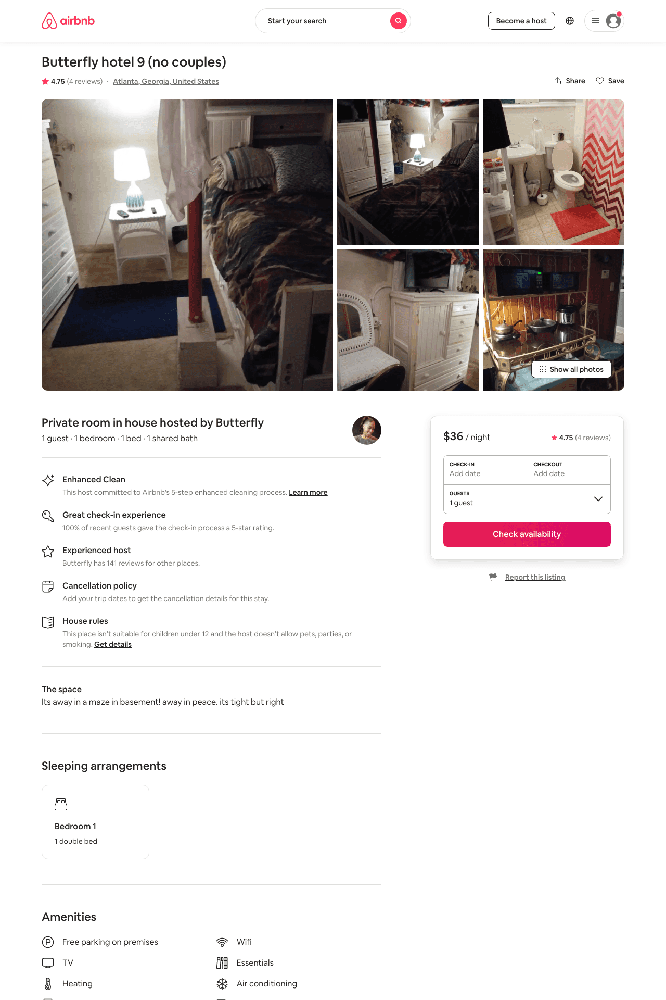 airbnb
Start your search
Become a host
Butterfly hotel 9 (no couples)
4.75 (4 reviews) · Atlanta, Georgia, United States
Share
Save
Show all photos
Private room in house hosted by Butterfly
1 guest · 1 bedroom · 1 bed · 1 shared bath
$36 / night
4.75 (4 reviews)
CHECK-IN
Add date
CHECKOUT
Add date
GUESTS
1 guest
Check availability
Report this listing
Enhanced Clean
This host committed to Airbnb's 5-step enhanced cleaning process. Learn more
Great check-in experience
100% of recent guests gave the check-in process a 5-star rating.
Experienced host
Butterfly has 141 reviews for other places.
Cancellation policy
Add your trip dates to get the cancellation details for this stay.
House rules
This place isn't suitable for children under 12 and the host doesn't allow pets, parties, or
smoking. Get details
The space
Its away in a maze in basement! away in peace. its tight but right
Sleeping arrangements
Bedroom 1
1 double bed
Amenities
Free parking on premises
Wifi
TV
Essentials
Heating
Air conditioning